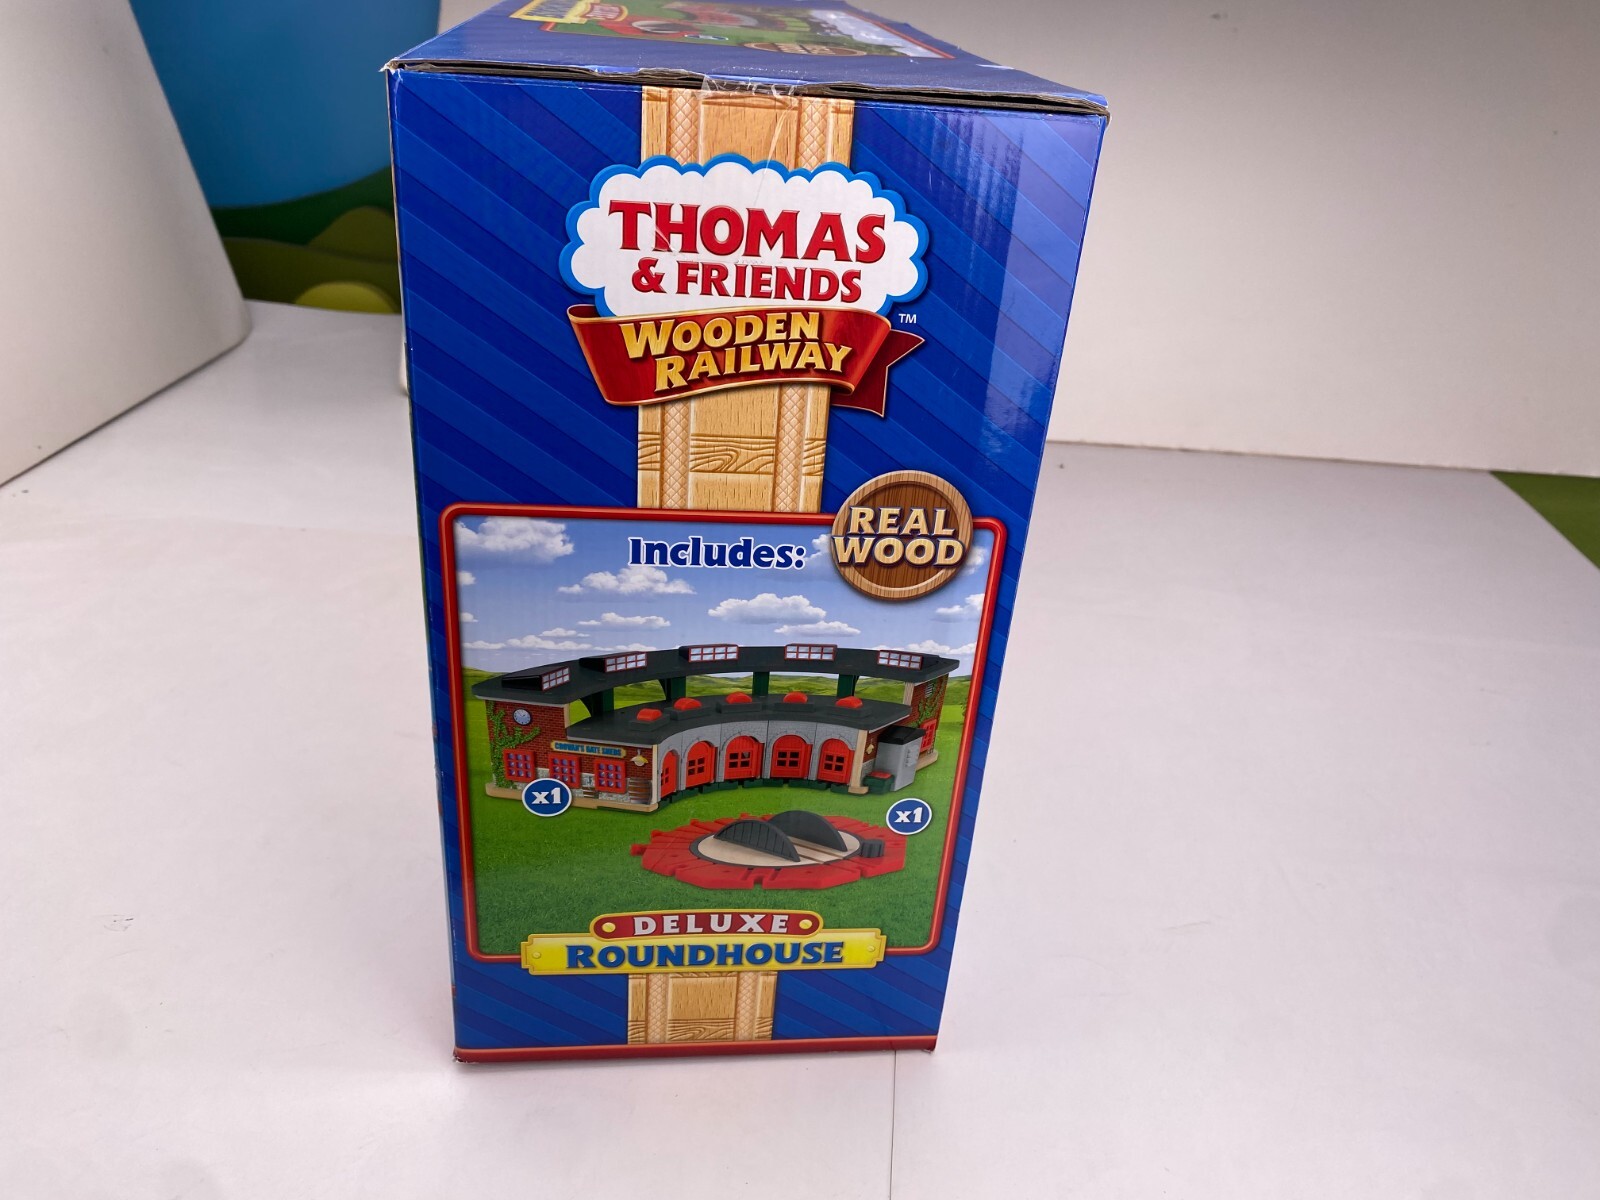 THOMAS
& FRIENDS
WOODEN
RAILWAY
TM
REAL
WOOD
Includes:
x1
x1
DELUXE
ROUNDHOUSE